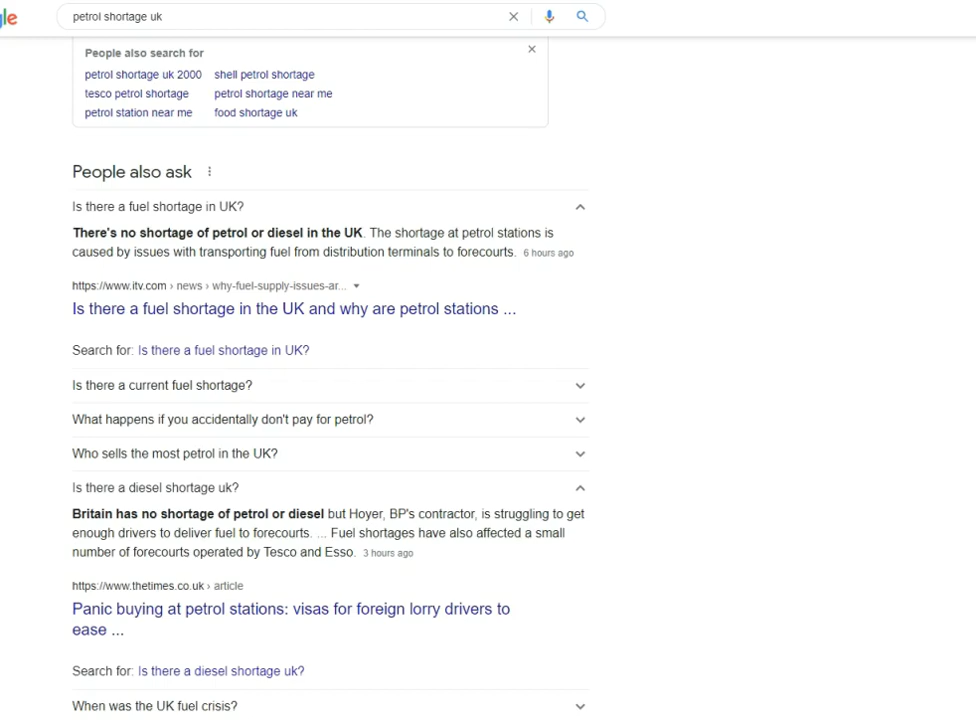 gle
petrol shortage uk
People also search for
petrol shortage uk 2000 shell petrol shortage
tesco petrol shortage petrol shortage near me
petrol station near me food shortage uk
People also ask
Is there a fuel shortage in UK?
There's no shortage of petrol or diesel in the UK. The shortage at petrol stations is
caused by issues with transporting fuel from distribution terminals to forecourts. 6 hours ago
https://www.itv.com › news › why-fuel-supply-issues-ar...
Is there a fuel shortage in the UK and why are petrol stations ...
Search for: Is there a fuel shortage in UK?
Is there a current fuel shortage?
What happens if you accidentally don't pay for petrol?
Who sells the most petrol in the UK?
Is there a diesel shortage uk?
Britain has no shortage of petrol or diesel but Hoyer, BP's contractor, is struggling to get
enough drivers to deliver fuel to forecourts. ... Fuel shortages have also affected a small
number of forecourts operated by Tesco and Esso. 3 hours ago
https://www.thetimes.co.uk › article
Panic buying at petrol stations: visas for foreign lorry drivers to
ease ...
Search for: Is there a diesel shortage uk?
When was the UK fuel crisis?